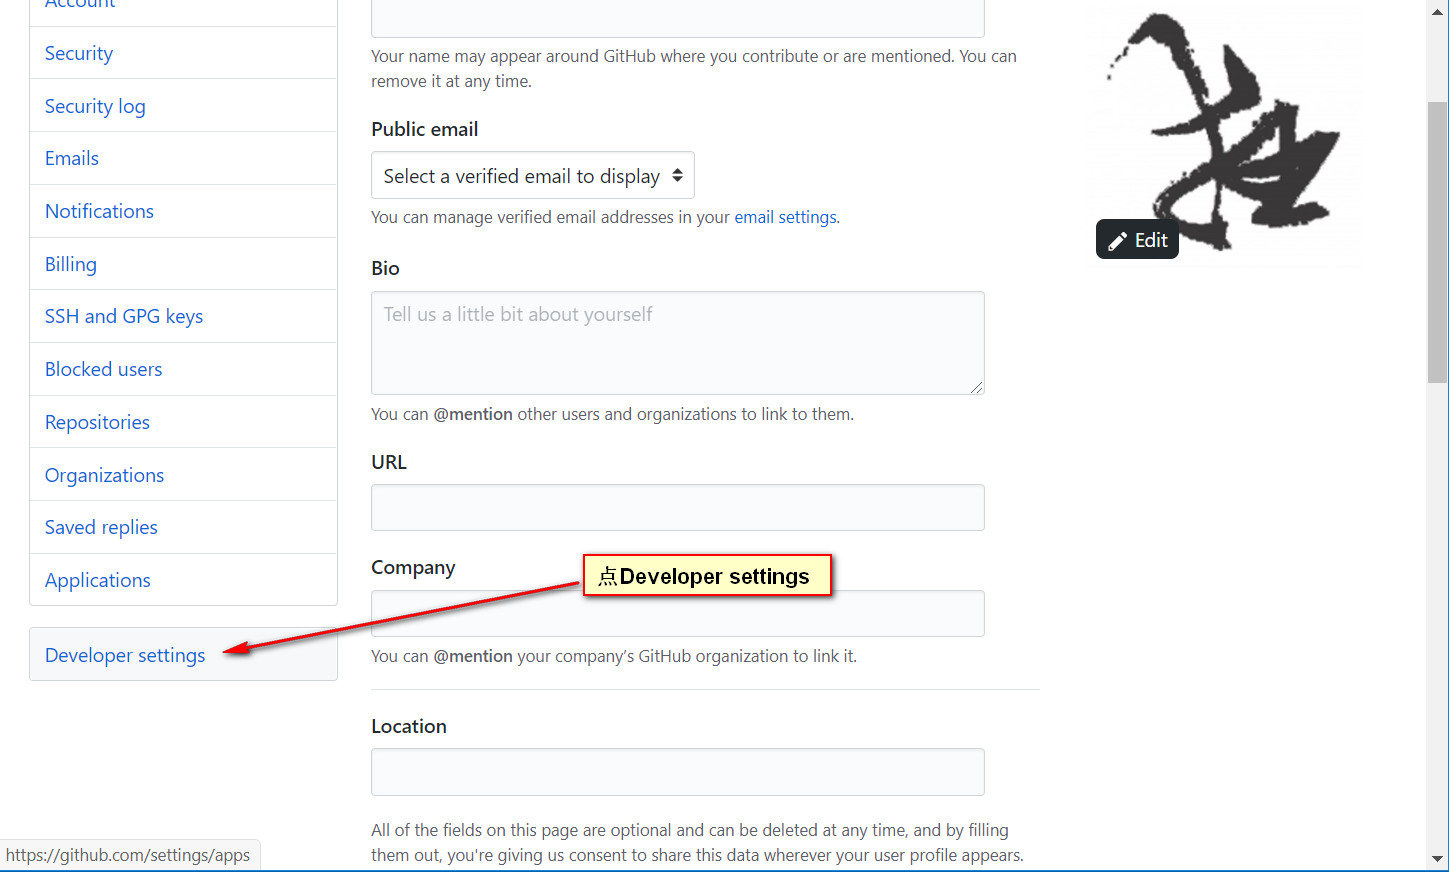 Account
Security
Security log
Emails
Notifications
Billing
SSH and GPG keys
Blocked users
Repositories
Organizations
Saved replies
Applications
Developer settings
Your name may appear around GitHub where you contribute or are mentioned. You can
remove it at any time.
Public email
Select a verified email to display
You can manage verified email addresses in your email settings.
Bio
Tell us a little bit about yourself
You can @mention other users and organizations to link to them.
URL
Company
点Developer settings
You can @mention your company’s GitHub organization to link it.
Location
All of the fields on this page are optional and can be deleted at any time, and by filling
them out, you're giving us consent to share this data wherever your user profile appears.
Edit
https://github.com/settings/apps